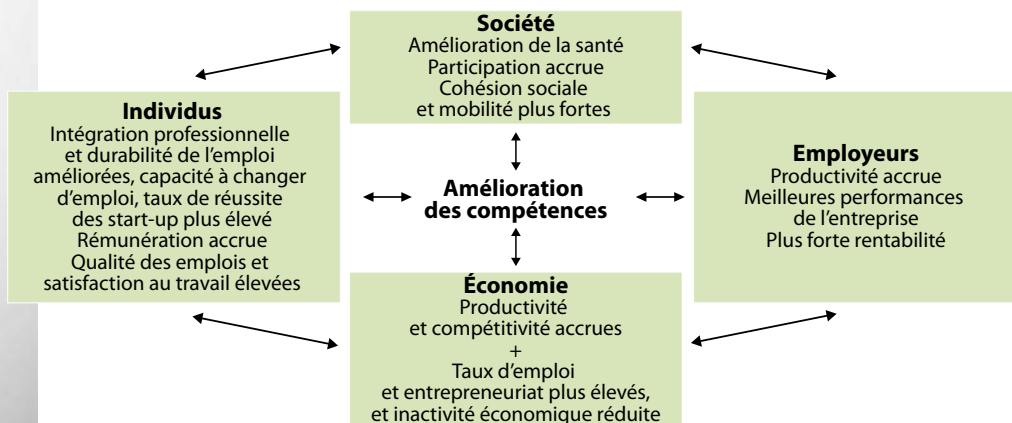 Société
Amélioration de la santé
Participation accrue
Cohésion sociale
et mobilité plus fortes
Individus
Intégration professionnelle
et durabilité de l’emploi
améliorées, capacité à changer
d’emploi, taux de réussite
des start-up plus élevé
Rémunération accrue
Qualité des emplois et
satisfaction au travail élevées
Amélioration
des compétences
Employeurs
Productivité accrue
Meilleures performances
de l’entreprise
Plus forte rentabilité
Économie
Productivité
et compétitivité accrues
+
Taux d’emploi
et entrepreneuriat plus élevés,
et inactivité économique réduite